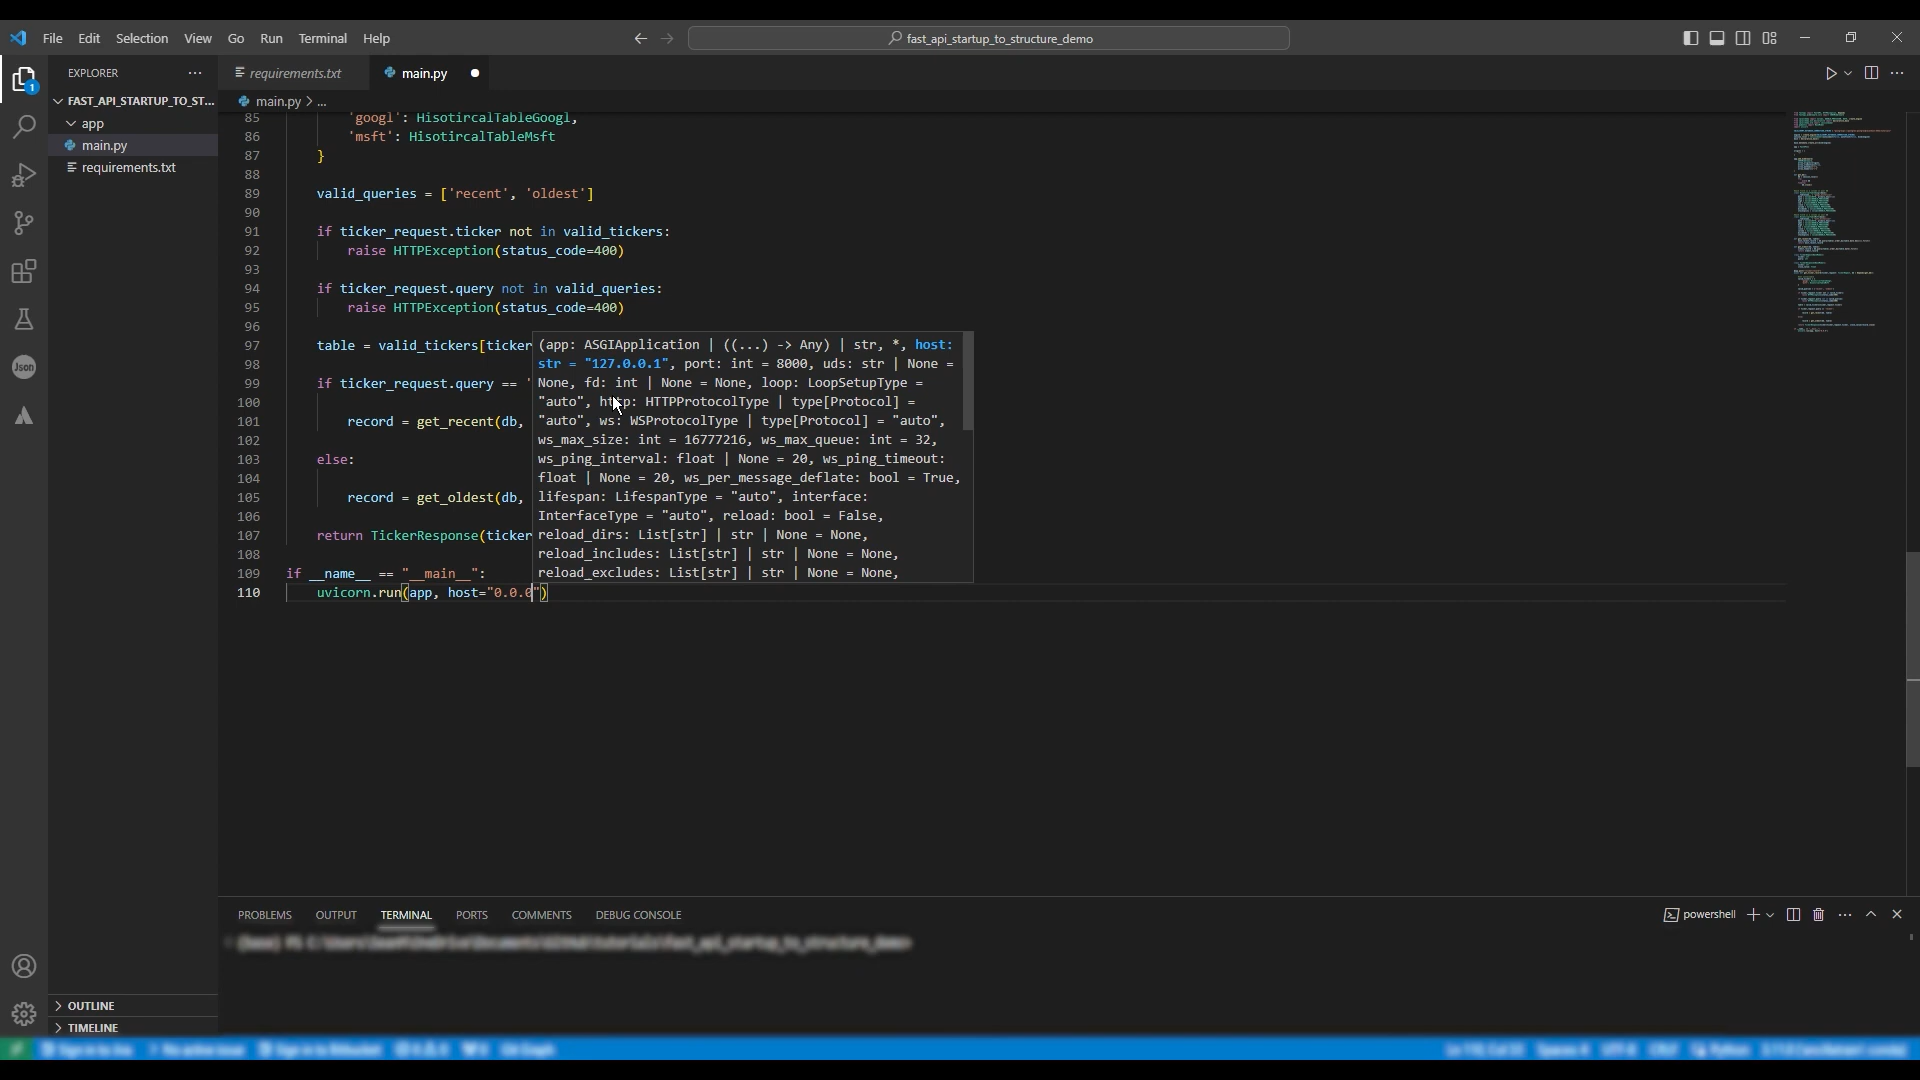 File Edit Selection View Go Run Terminal Help
fast_api_startup_to_structure_demo
EXPLORER
requirements.txt
main.py
FAST_API_STARTUP_TO_ST...
main.py > ...
app
main.py
requirements.txt
85 'googl': HisotircalTableGoogl,
86 'msft': HisotircalTableMsft
87 }
88
89 valid_queries = ['recent', 'oldest']
90
91 if ticker_request.ticker not in valid_tickers:
92 raise HTTPException(status_code=400)
93
94 if ticker_request.query not in valid_queries:
95 raise HTTPException(status_code=400)
96
97 table = valid_tickers[ticker
98
99 if ticker_request.query == '
100
101 record = get_recent(db,
102
103 else:
104
105 record = get_oldest(db,
106
107 return TickerResponse(ticker
108
109 if __name__ == "__main__":
110 uvicorn.run(app, host="0.0.0")
(app: ASGIApplication | ((...) -> Any) | str, *, host:
str = "127.0.0.1", port: int = 8000, uds: str | None =
None, fd: int | None = None, loop: LoopSetupType =
"auto", http: HTTPProtocolType | type[Protocol] =
"auto", ws: WSProtocolType | type[Protocol] = "auto",
ws_max_size: int = 16777216, ws_max_queue: int = 32,
ws_ping_interval: float | None = 20, ws_ping_timeout:
float | None = 20, ws_per_message_deflate: bool = True,
lifespan: LifespanType = "auto", interface:
InterfaceType = "auto", reload: bool = False,
reload_dirs: List[str] | str | None = None,
reload_includes: List[str] | str | None = None,
reload_excludes: List[str] | str | None = None,
1
Json
PROBLEMS OUTPUT TERMINAL PORTS COMMENTS DEBUG CONSOLE
powershell
OUTLINE
TIMELINE